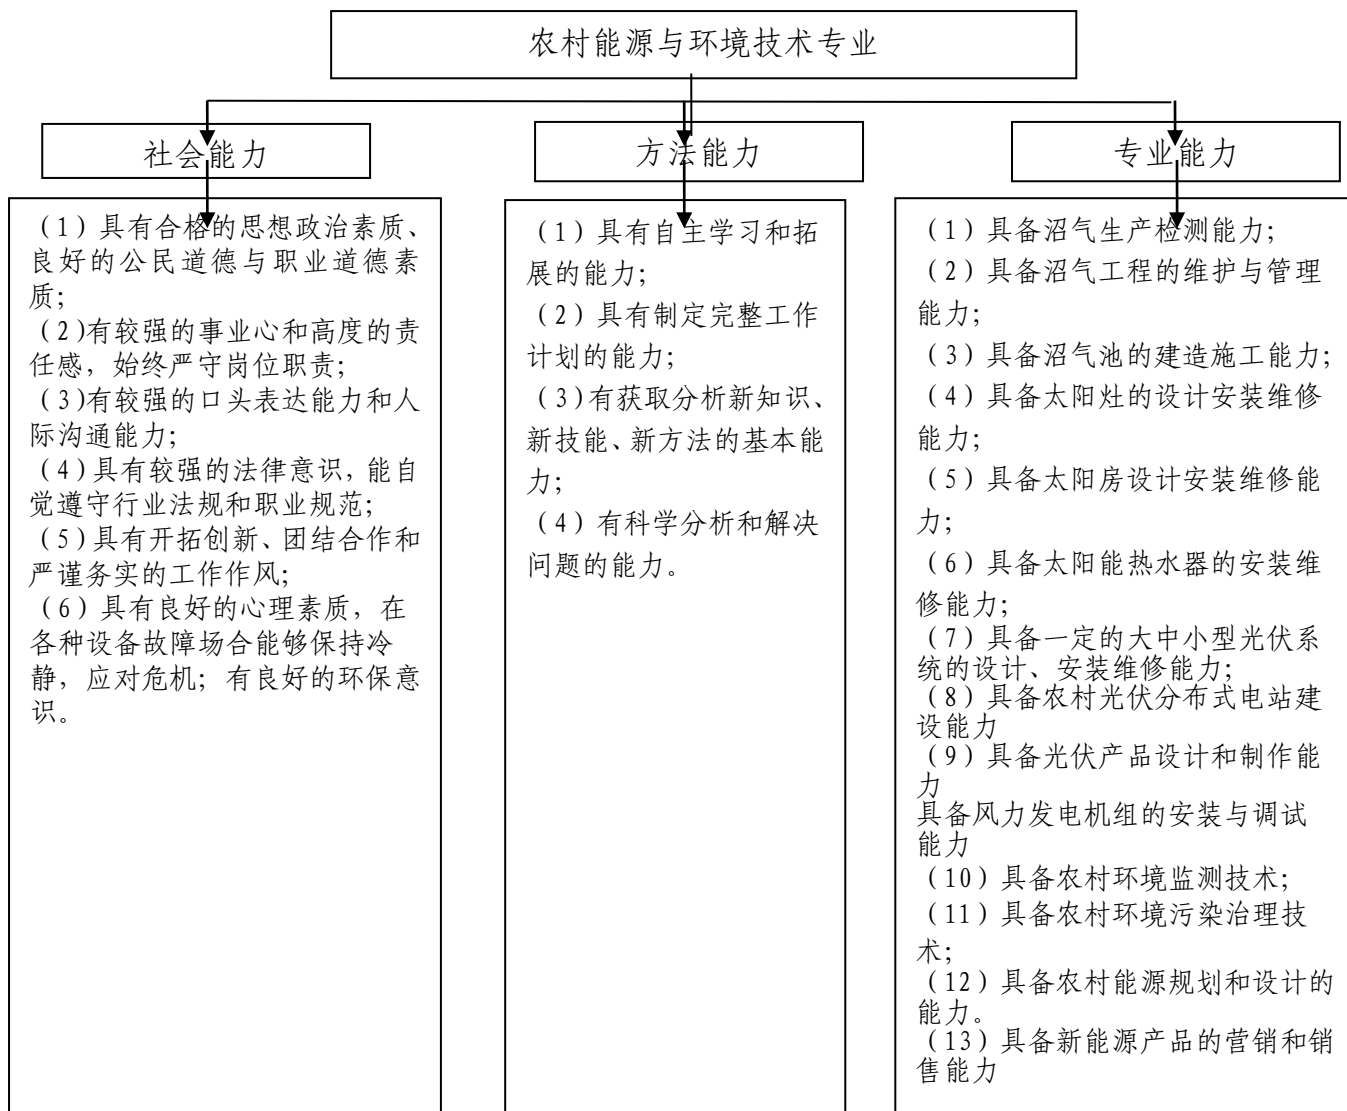 农村能源与环境技术专业
社会能力
方法能力
专业能力
（1）具有合格的思想政治素质、
良好的公民道德与职业道德素
质；
（2）有较强的事业心和高度的责
任感，始终严守岗位职责；
（3）有较强的口头表达能力和人
际沟通能力；
（4）具有较强的法律意识，能自
觉遵守行业法规和职业规范；
（5）具有开拓创新、团结合作和
严谨务实的工作作风；
（6）具有良好的心理素质，在
各种设备故障场合能够保持冷
静，应对危机；有良好的环保意
识。
（1）具有自主学习和拓
展的能力；
（2）具有制定完整工作
计划的能力；
（3）有获取分析新知识、
新技能、新方法的基本能
力；
（4）有科学分析和解决
问题的能力。
（1）具备沼气生产检测能力；
（2）具备沼气工程的维护与管理
能力；
（3）具备沼气池的建造施工能力；
（4）具备太阳灶的设计安装维修
能力；
（5）具备太阳房设计安装维修能
力；
（6）具备太阳能热水器的安装维
修能力；
（7）具备一定的大中小型光伏系
统的设计、安装维修能力；
（8）具备农村光伏分布式电站建
设能力
（9）具备光伏产品设计和制作能
力
具备风力发电机组的安装与调试
能力
（10）具备农村环境监测技术；
（11）具备农村环境污染治理技
术；
（12）具备农村能源规划和设计的
能力。
（13）具备新能源产品的营销和销
售能力